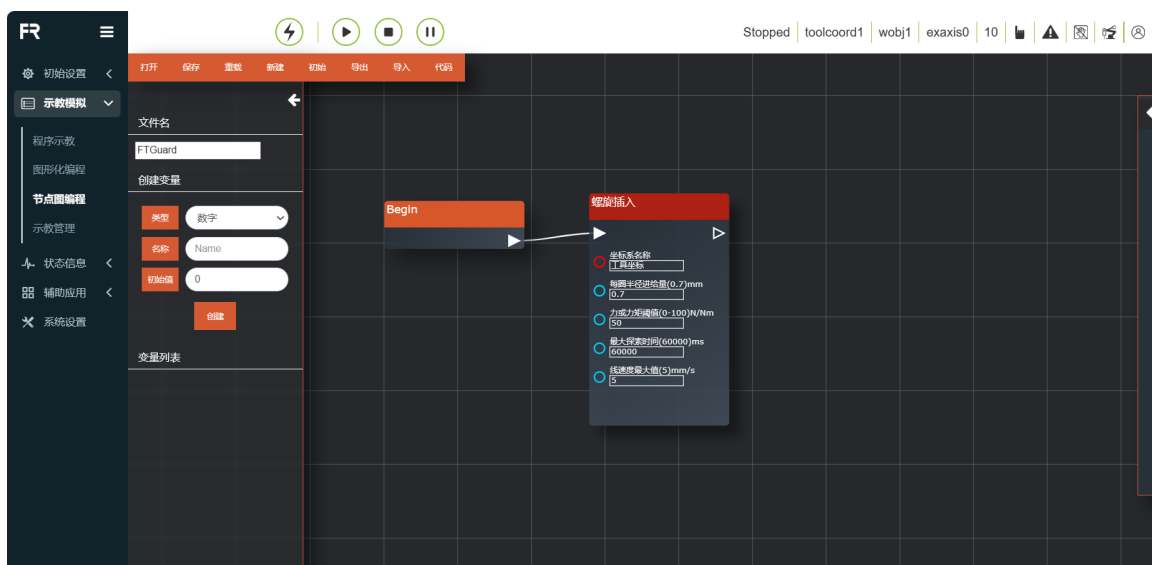 FR
Stopped
toolcoord1
wobj1
exaxis0
10
初始设置
示教模拟
程序示教
图形化编程
节点图编程
示教管理
状态信息
辅助应用
系统设置
打开 保存 重载 新建 初始 导出 导入 代码
文件名
FTGuard
创建变量
类型 数字
名称 Name
初始值 0
创建
变量列表
Begin
螺旋插入
坐标系名称
工具坐标
每圈半径进给量(0.7)mm
0.7
力或力矩阈值(0-100)N/Nm
50
最大探索时间(60000)ms
60000
线速度最大值(5)mm/s
5